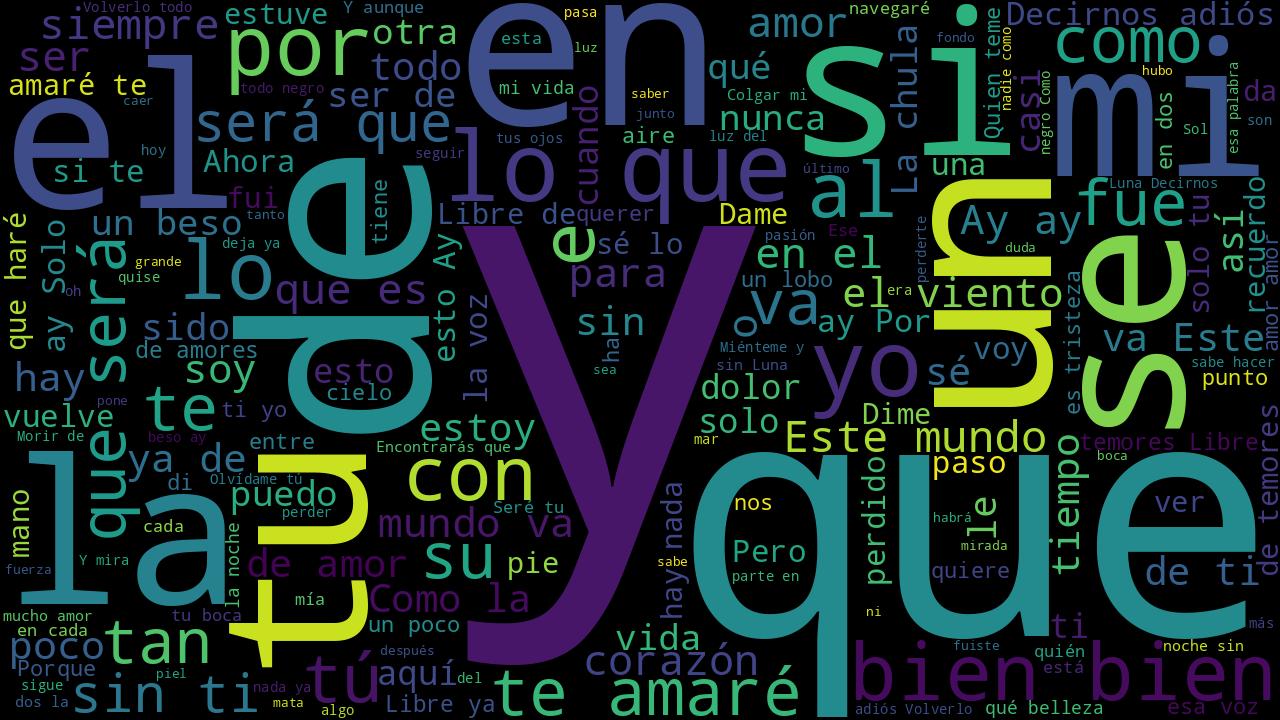 Volverlo todo
siempre
estuve
Y aunque
por
otra
en
pasa
esta
luz
mi vida
amor
navegaré
qué
si
fondo
Quien teme
nadie como
Decirnos adiós
como
ser
amaré te
caer
el
todo
todo negro
ser de
será que
saber
junto
Colgar mi
nunca
La chula
casi
negro Como
hubo
mi
en dos
Sol
esa palabra
da
son
hoy
si te
Ahora
seguir
tus ojos
aire
luz del
cuando
lo que
último
al
una
fui
tiene
de
un beso
tanto
Libre de
querer
Dame
pasión
Ese
perderte
un
Ay ay
duda
Luna Decirnos
fue
se
solo tu
así
recuerdo
amor mío
que haré
ay Solo
oh
que será
grande
quise
deja ya
lo
que es
esto Ay
la voz
y
e
sé lo
para
en el
un lobo
o
va
el
era
viento
ay Por
sido
de amores
soy
esto
cielo
sin
han
sea
Miénteme y
sin Luna
yo
sé
voy
es tristeza
va Este
sabe hacer
punto
hay
pone
vuelve
Morir de
te
ti yo
beso ay
entre
estoy
Encontrarás que
dolor
solo
mar
Dime
Este mundo
temores Libre
boca
de temores
la
mano
ya de
di
Olvídame tú
tu
puedo
perder
con
Seré tu
mundo va
que
nos
Pero
parte en
perdido
paso
le
habrá
mirada
quiere
tiempo
ver
de ti
fuerza
cada
Y mira
la noche
de amor
mía
su
pie
sabe
hay nada
ni
mucho amor
en cada
tu boca
Como la
un poco
vida
ti
más
poco
tan
después
corazón
fuiste
quién
está
noche sin
Porque
sigue
dos la
piel
sin ti
nada ya
mata
tú
algo
aquí
del
Libre ya
te amaré
bien bien
adiós Volverlo
qué belleza
esa voz